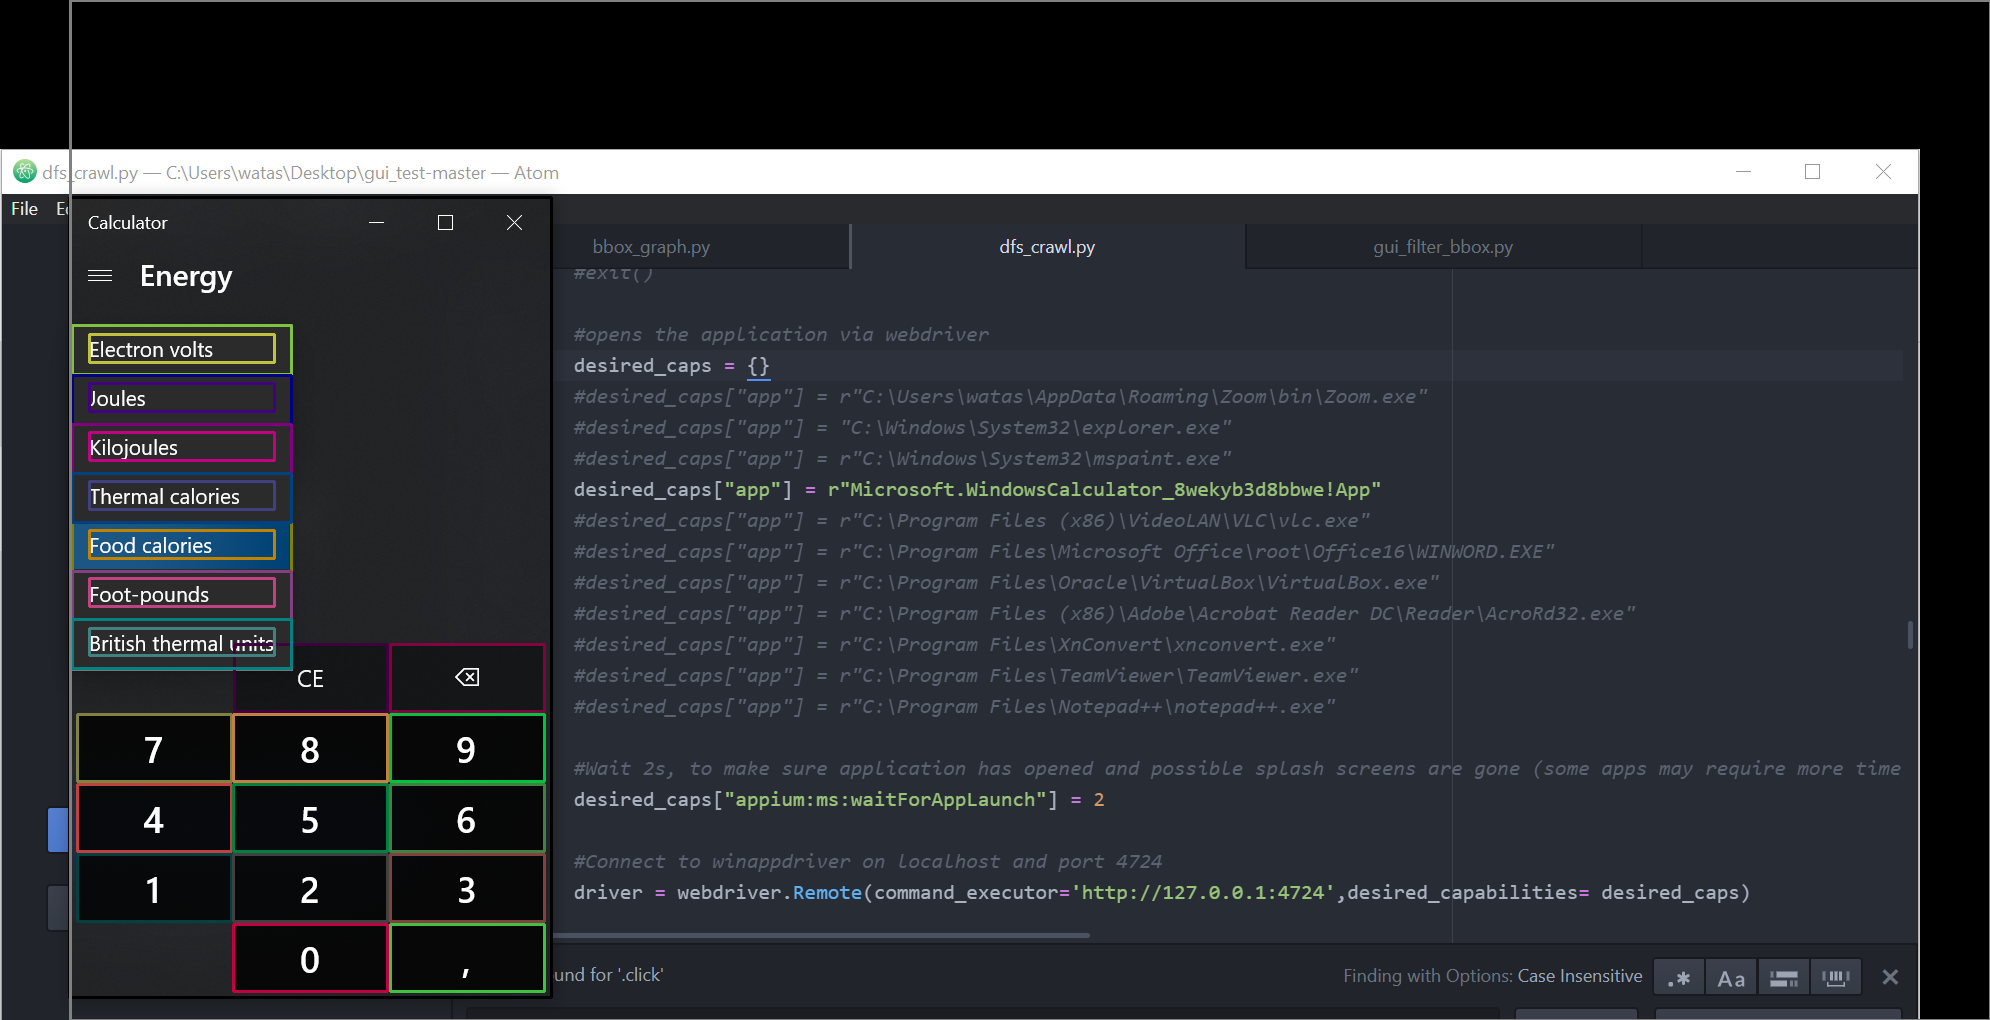 dfs_crawl.py — C:\Users\watas\Desktop\gui_test-master — Atom
File
Calculator
Energy
Electron volts
Joules
Kilojoules
Thermal calories
Food calories
Foot-pounds
British thermal units
CE
7 8 9
4 5 6
1 2 3
0 ,
bbox_graph.py
dfs_crawl.py
gui_filter_bbox.py
#exit()
#opens the application via webdriver
desired_caps = {}
#desired_caps["app"] = r"C:\Users\watas\AppData\Roaming\Zoom\bin\Zoom.exe"
#desired_caps["app"] = "C:\Windows\System32\explorer.exe"
#desired_caps["app"] = r"C:\Windows\System32\mspaint.exe"
desired_caps["app"] = r"Microsoft.WindowsCalculator_8wekyb3d8bbwe!App"
#desired_caps["app"] = r"C:\Program Files (x86)\VideoLAN\VLC\vlc.exe"
#desired_caps["app"] = r"C:\Program Files\Microsoft Office\root\Office16\WINWORD.EXE"
#desired_caps["app"] = r"C:\Program Files\Oracle\VirtualBox\VirtualBox.exe"
#desired_caps["app"] = r"C:\Program Files (x86)\Adobe\Acrobat Reader DC\Reader\AcroRd32.exe"
#desired_caps["app"] = r"C:\Program Files\XnConvert\xnconvert.exe"
#desired_caps["app"] = r"C:\Program Files\TeamViewer\TeamViewer.exe"
#desired_caps["app"] = r"C:\Program Files\Notepad++\notepad++.exe"
#Wait 2s, to make sure application has opened and possible splash screens are gone (some apps may require more time
desired_caps["appium:ms:waitForAppLaunch"] = 2
#Connect to winappdriver on localhost and port 4724
driver = webdriver.Remote(command_executor='http://127.0.0.1:4724',desired_capabilities= desired_caps)
und for '.click'
Finding with Options: Case Insensitive
.* Aa